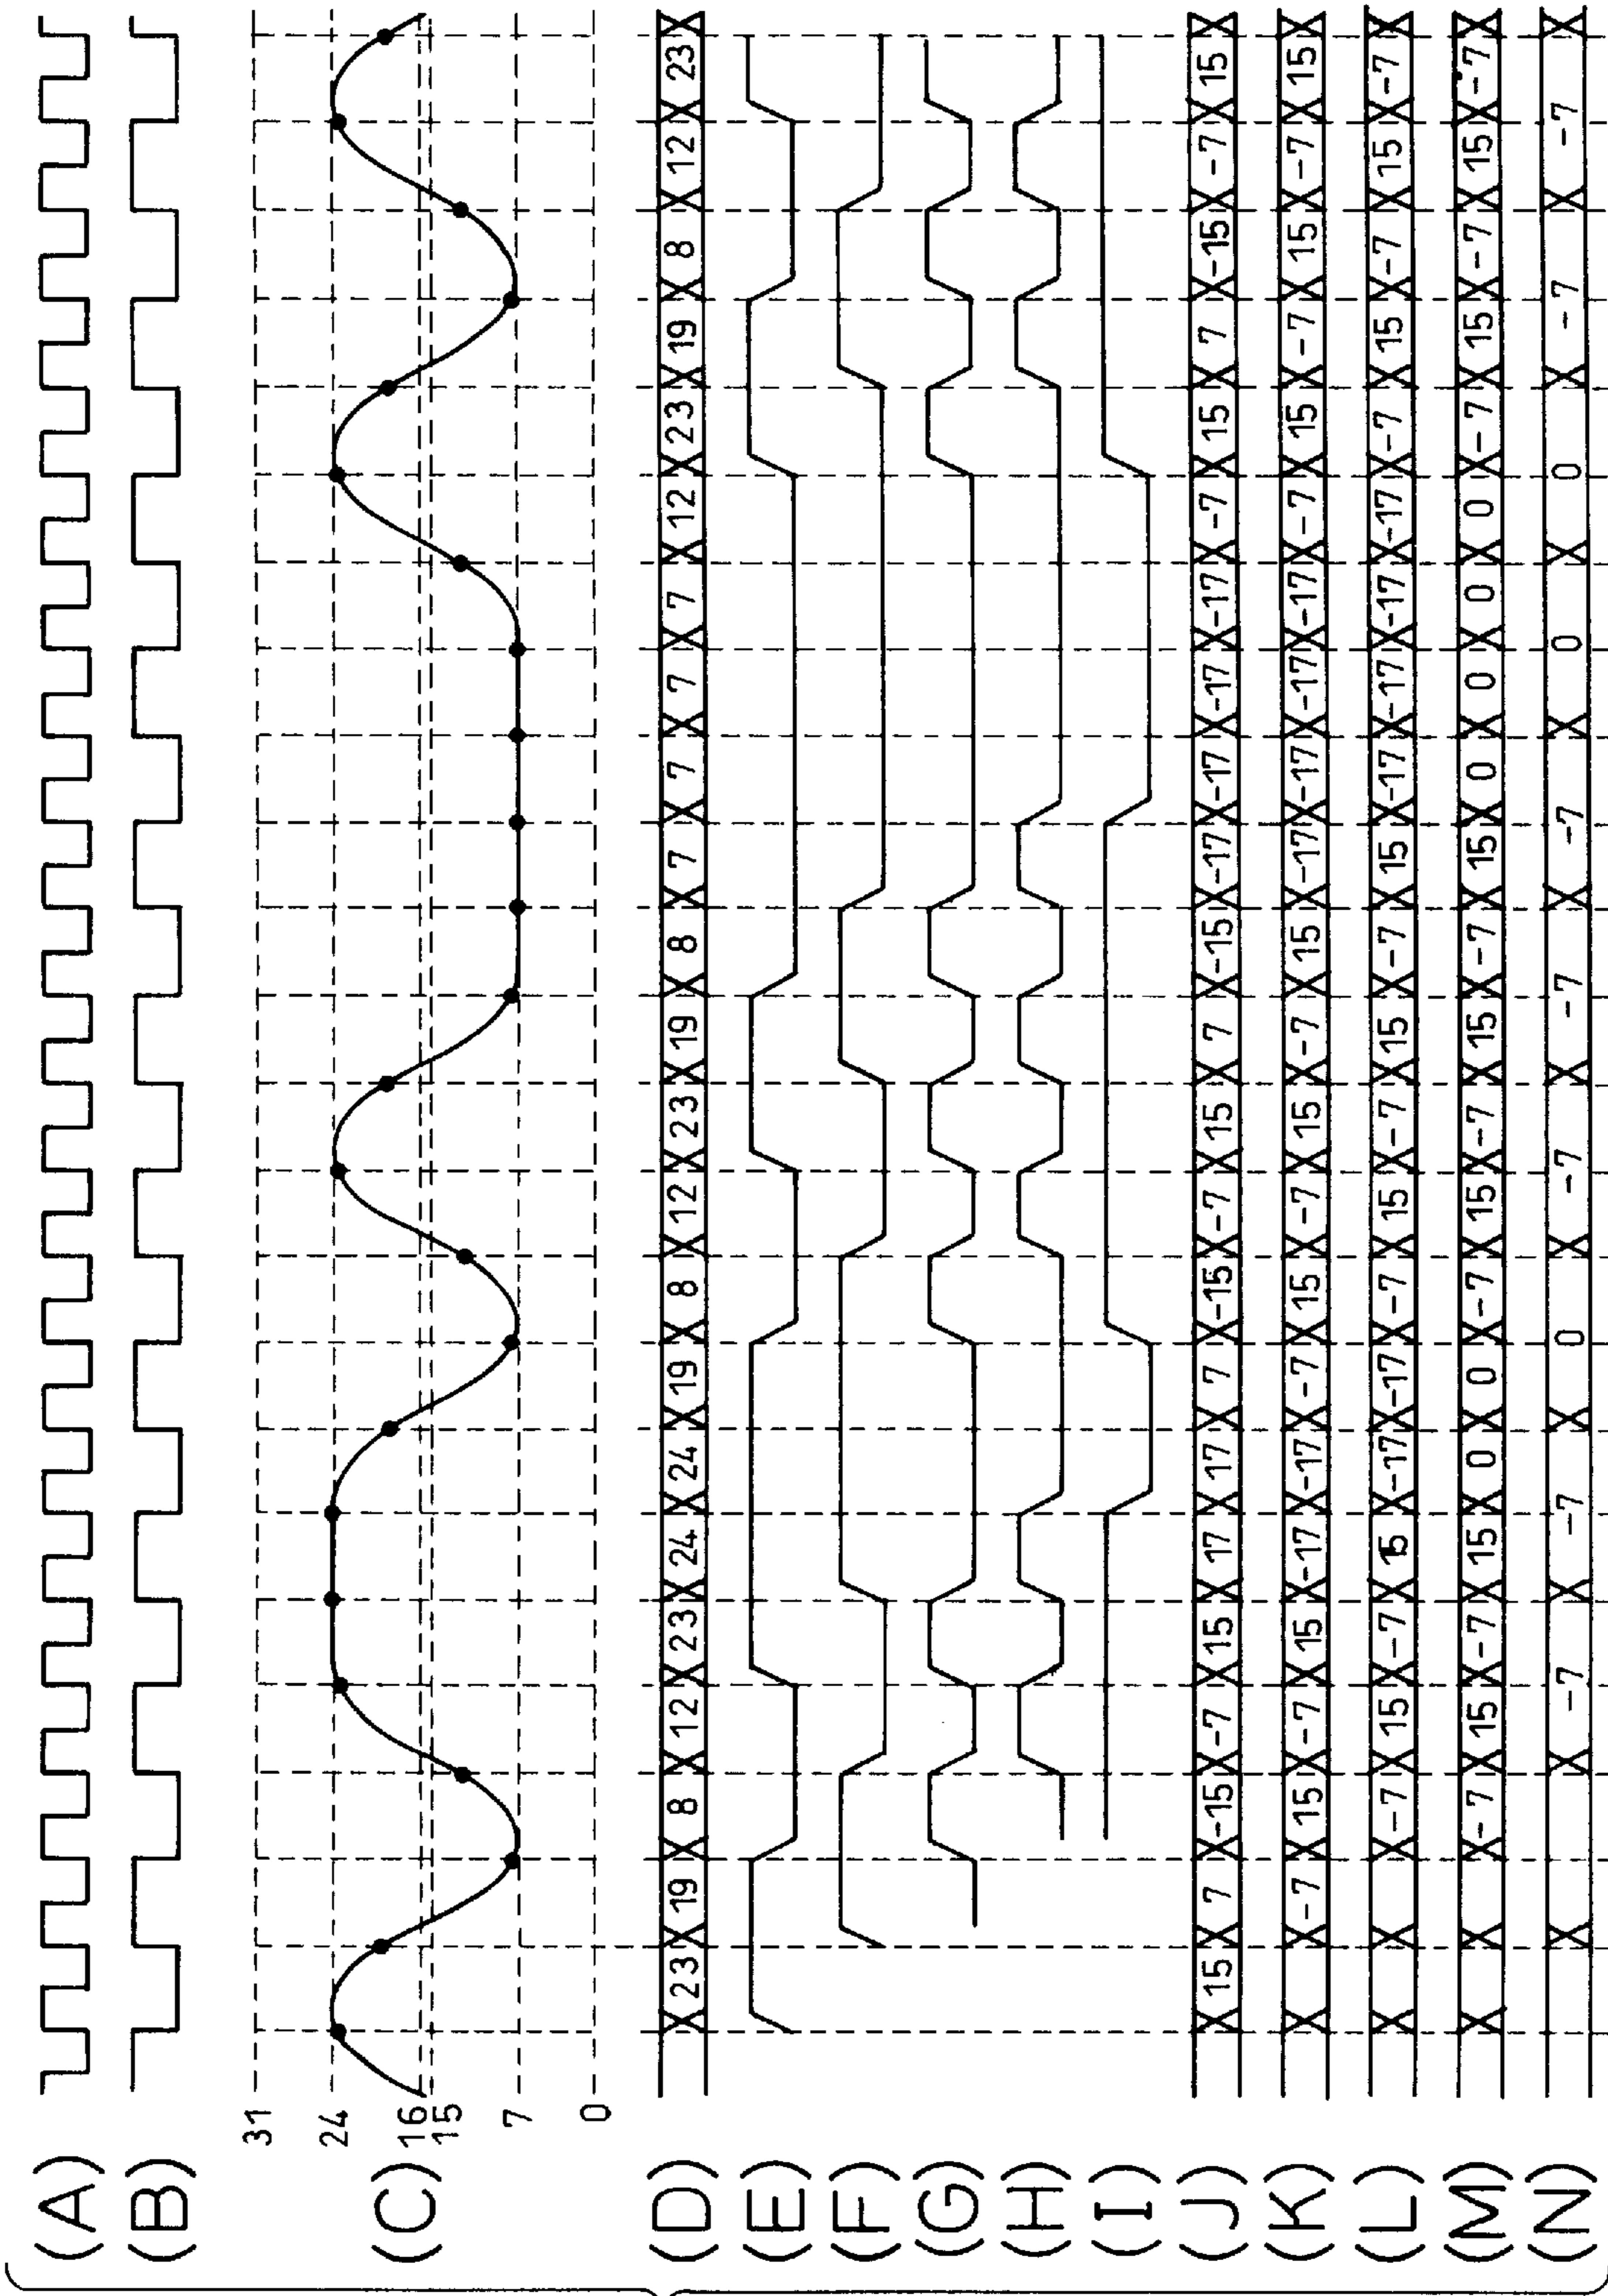 (A)
(B)
(C)
31
24
16
15
7
0
(D) 23 19 8 12 23 24 24 19 8 12 23 19 8 7 7 7 7 12 23 19 8 12 23
(E)
(F)
(G)
(H)
(I)
(J) 15 7 -15 -7 15 17 17 7 -15 -7 15 7 -15 -17 -17 -17 -17 -7 15 7 -15 -7 15
(K) -7 15 -7 15 -17 -17 -7 15 -7 15 -7 15 -17 -17 -17 -17 -7 15 -7 15 -7 15
(L) -7 15 -7 15 -17 -17 -7 15 -7 15 -7 15 -17 -17 -17 -17 -7 15 -7 15 -7
(M) -7 15 -7 15 0 0 -7 15 -7 15 -7 15 0 0 0 0 -7 15 -7 15 -7
(N) -7 -7 0 -7 -7 -7 0 0 -7 -7